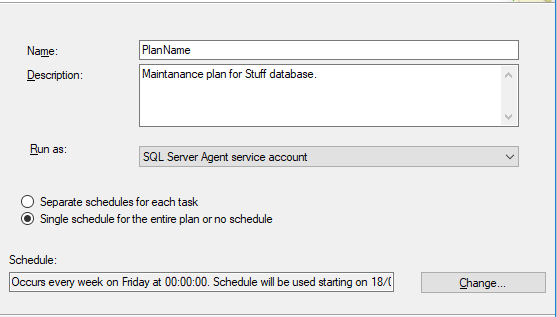 Name:
PlanName
Description:
Maintanance plan for Stuff database.
Run as:
SQL Server Agent service account
Separate schedules for each task
Single schedule for the entire plan or no schedule
Schedule:
Occurs every week on Friday at 00:00:00. Schedule will be used starting on 18/
Change...